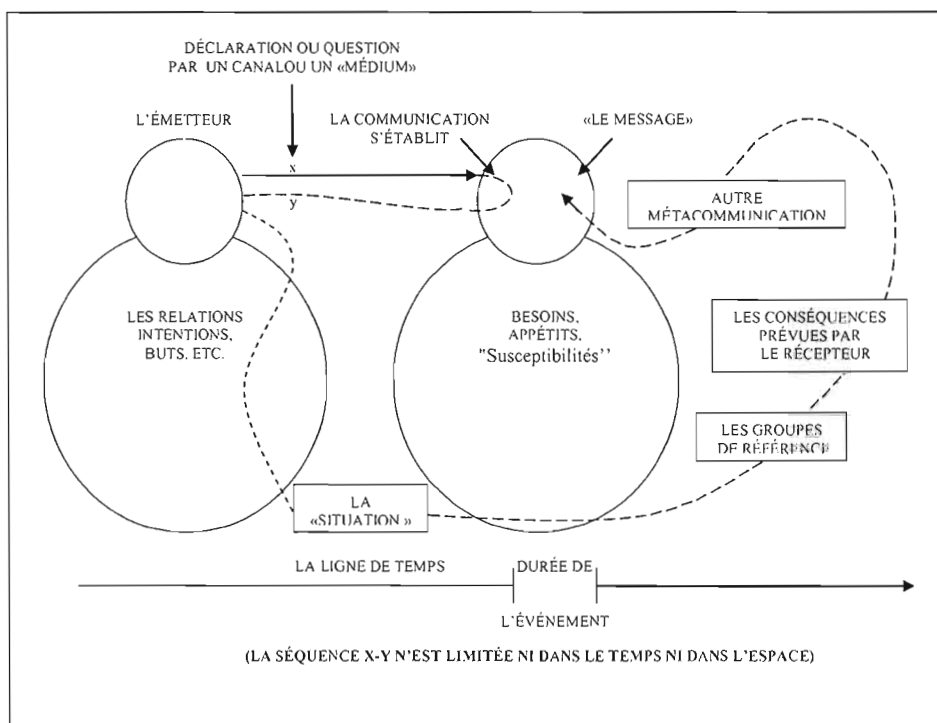 DÉCLARATION OU QUESTION
PAR UN CANALOU UN «MÉDIUM»
L'ÉMETTEUR
LA COMMUNICATION
S'ÉTABLIT
«LE MESSAGE»
x
y
AUTRE
MÉTACOMMUNICATION
LES RELATIONS
INTENTIONS,
BUTS. ETC.
BESOINS,
APPÉTITS,
"Susceptibilités''
LES CONSÉQUENCES
PRÉVUES PAR
LE RÉCEPTEUR
LES GROUPES
DE RÉFÉRENCE
LA
«SITUATION »
LA LIGNE DE TEMPS
DURÉE DE
L'ÉVÉNEMENT
(LA SÉQUENCE X-Y N'EST LIMITÉE NI DANS LE TEMPS NI DANS L'ESPACE)